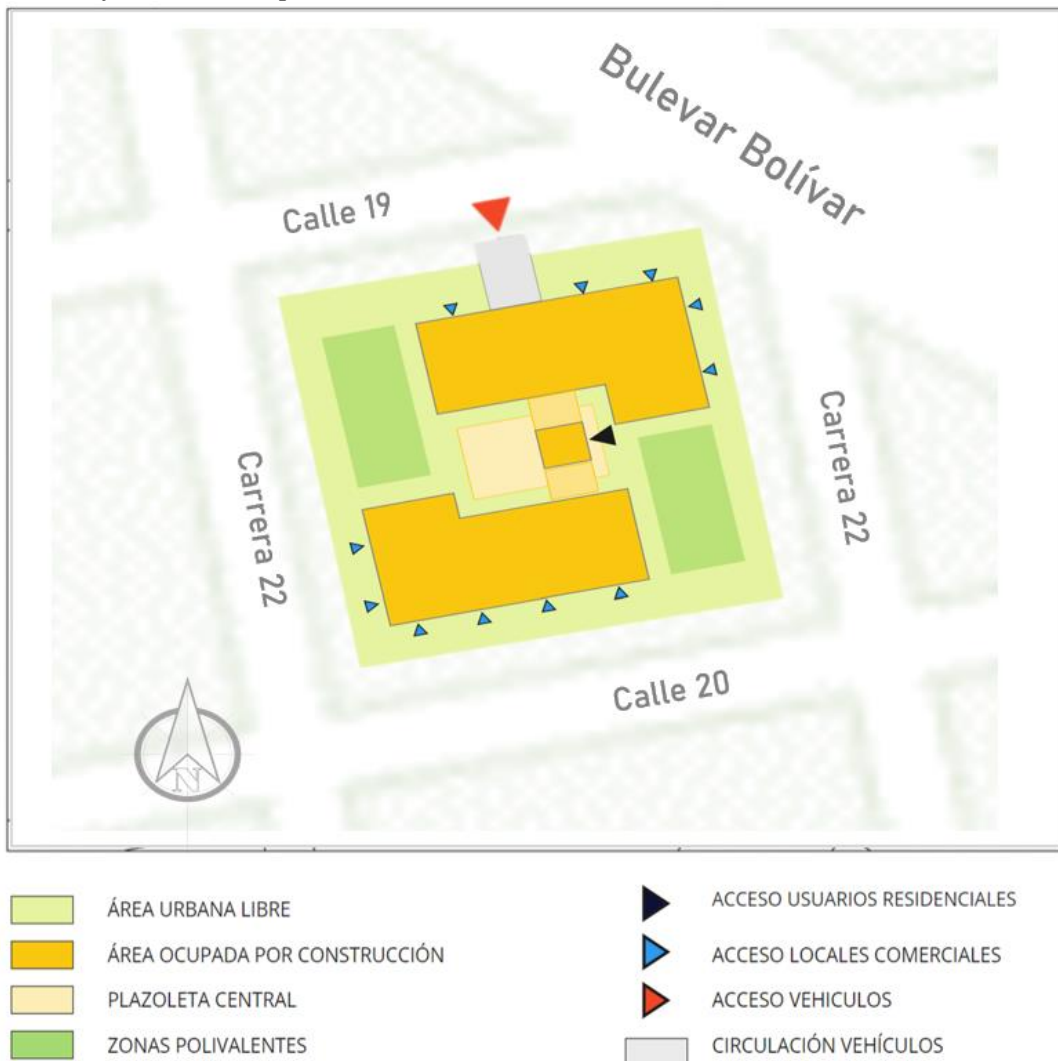 Bulevar Bolívar
Calle 19
Carrera 22
Carrera 22
Calle 20
N
ÁREA URBANA LIBRE
ÁREA OCUPADA POR CONSTRUCCIÓN
PLAZOLETA CENTRAL
ZONAS POLIVALENTES
ACCESO USUARIOS RESIDENCIALES
ACCESO LOCALES COMERCIALES
ACCESO VEHICULOS
CIRCULACIÓN VEHÍCULOS